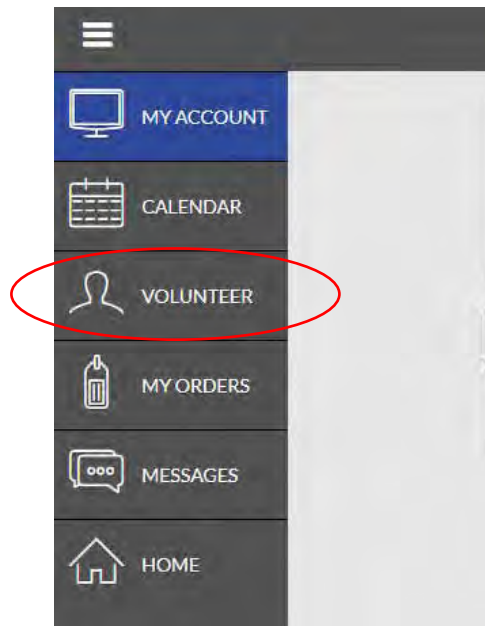 MY ACCOUNT
CALENDAR
VOLUNTEER
MY ORDERS
MESSAGES
HOME